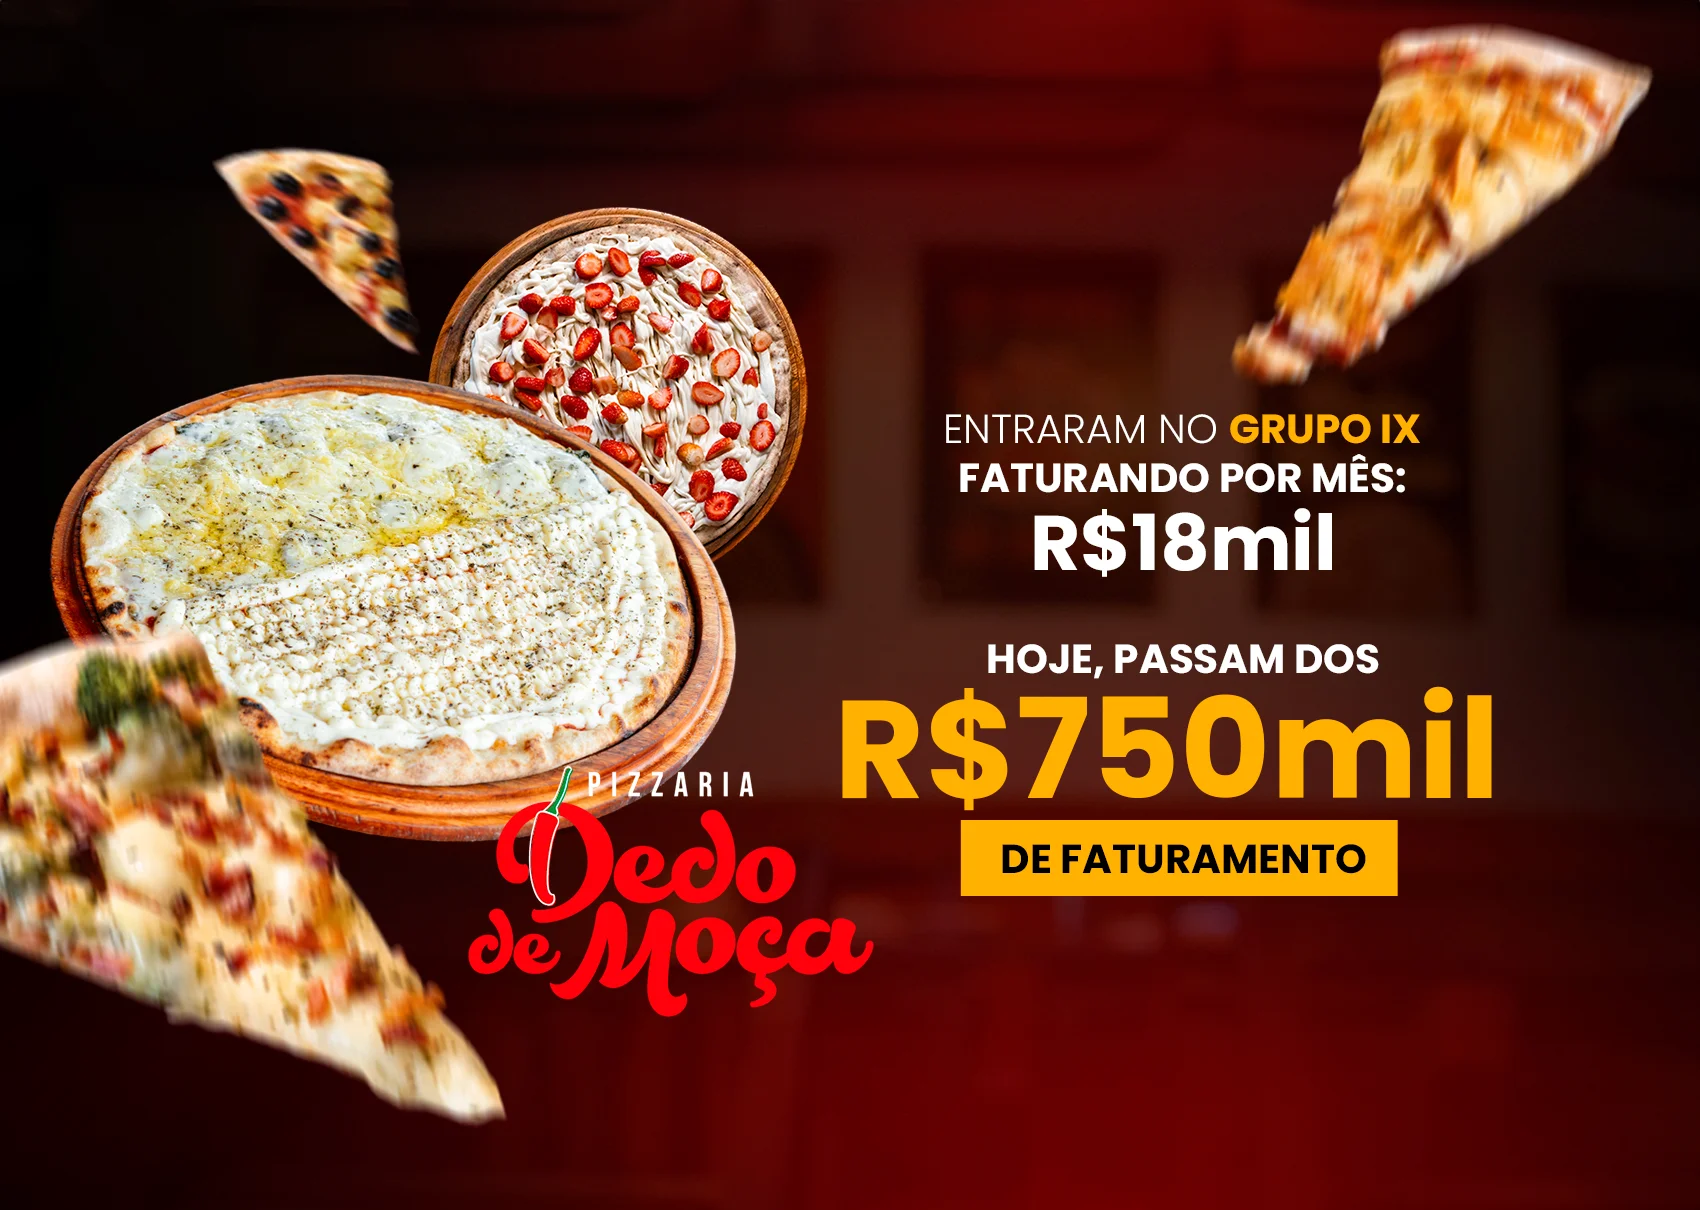 ENTRARAM NO GRUPO IX
FATURANDO POR MÊS:
R$18mil
HOJE, PASSAM DOS
R$750mil
DE FATURAMENTO
PIZZARIA
Dedo
de Moça